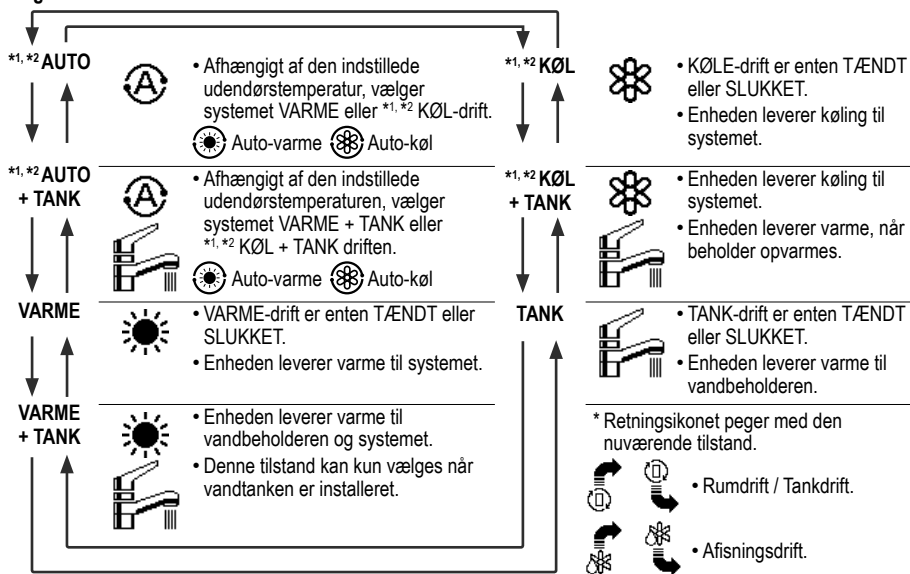 *1, *2 AUTO
• Afhængigt af den indstillede
udendørstemperatur, vælger
systemet VARME eller *1, *2 KØL-drift.
Auto-varme Auto-køl
*1, *2 AUTO
+ TANK
• Afhængigt af den indstillede
udendørstemperaturen, vælger
systemet VARME + TANK eller
*1, *2 KØL + TANK driften.
Auto-varme Auto-køl
VARME
• VARME-drift er enten TÆNDT eller
SLUKKET.
• Enheden leverer varme til systemet.
VARME
+ TANK
• Enheden leverer varme til
vandbeholderen og systemet.
• Denne tilstand kan kun vælges når
vandtanken er installeret.
*1, *2 KØL
• KØLE-drift er enten TÆNDT
eller SLUKKET.
• Enheden leverer køling til
systemet.
*1, *2 KØL
+ TANK
• Enheden leverer køling til
systemet.
• Enheden leverer varme, når
beholder opvarmes.
TANK
• TANK-drift er enten TÆNDT
eller SLUKKET.
• Enheden leverer varme til
vandbeholderen.
* Retningsikonet peger med den
nuværende tilstand.
• Rumdrift / Tankdrift.
• Afisningsdrift.